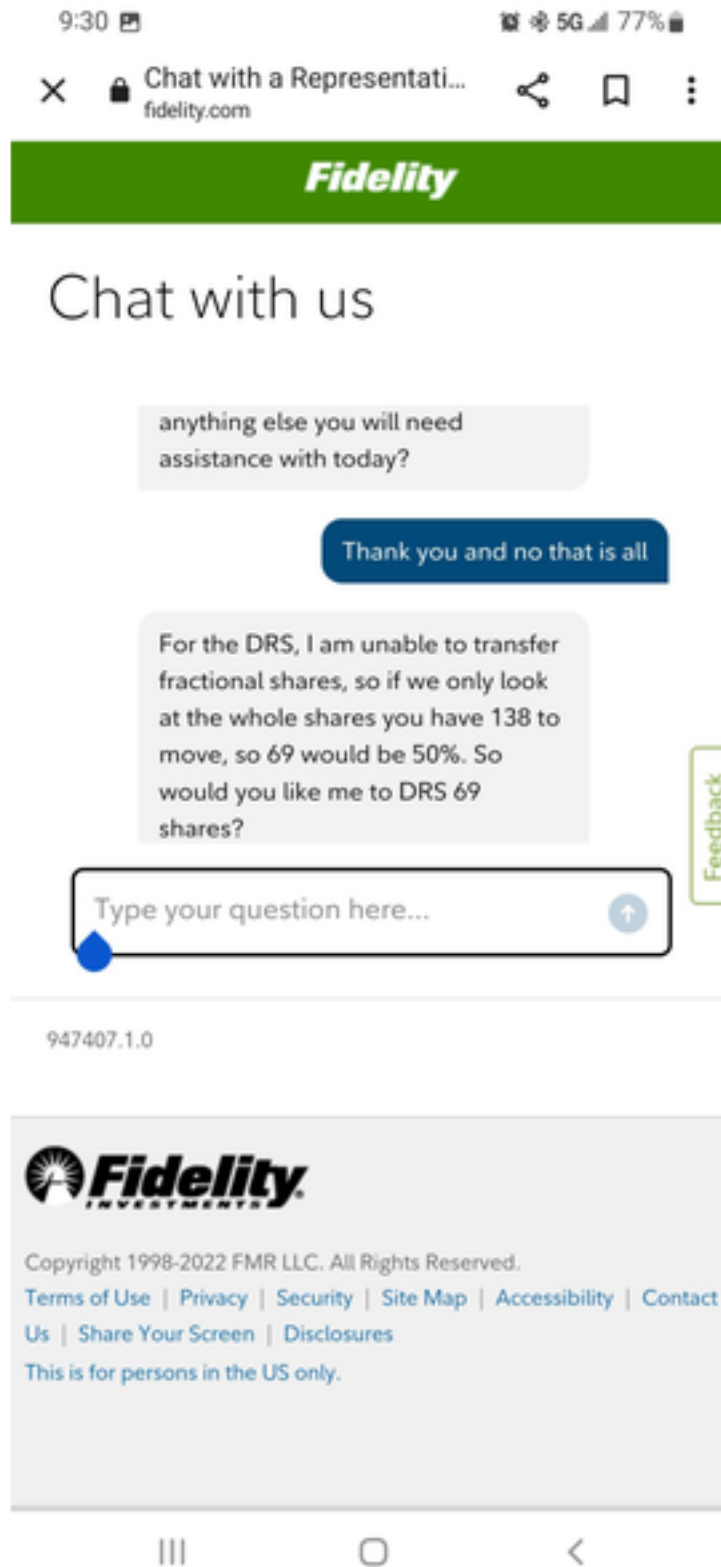 9:30
5G 77%
Chat with a Representati...
fidelity.com
Fidelity
Chat with us
anything else you will need
assistance with today?
Thank you and no that is all
For the DRS, I am unable to transfer
fractional shares, so if we only look
at the whole shares you have 138 to
move, so 69 would be 50%. So
would you like me to DRS 69
shares?
Feedback
Type your question here...
947407.1.0
Fidelity
INVESTMENTS
Copyright 1998-2022 FMR LLC. All Rights Reserved.
Terms of Use | Privacy | Security | Site Map | Accessibility | Contact
Us | Share Your Screen | Disclosures
This is for persons in the US only.